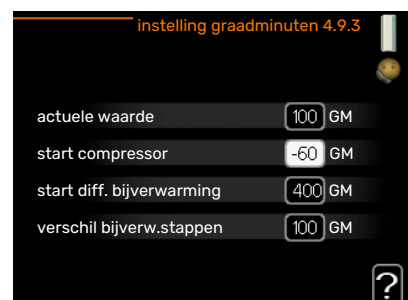 instelling graadminuten 4.9.3
actuele waarde 100 GM
start compressor -60 GM
start diff. bijverwarming 400 GM
verschil bijverw.stappen 100 GM
?